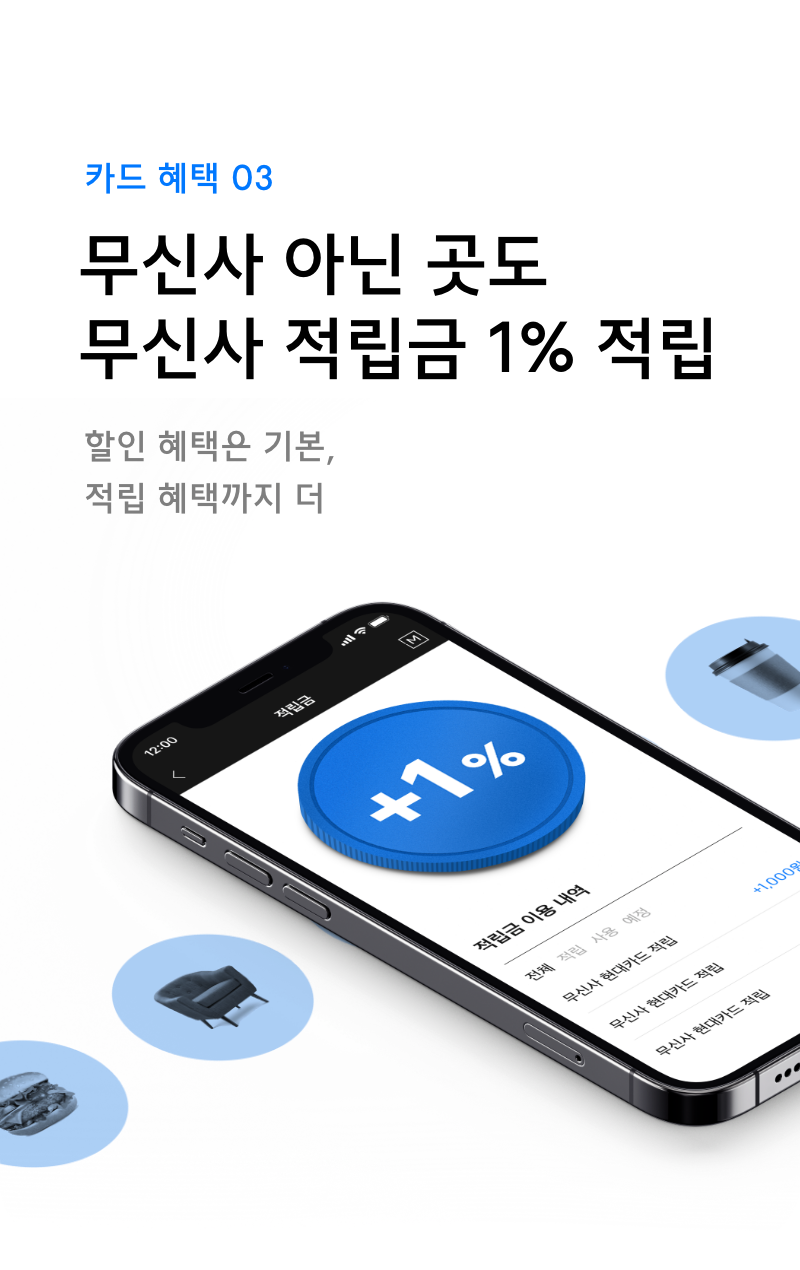 카드 혜택 03
무신사 아닌 곳도
무신사 적립금 1% 적립
할인 혜택은 기본,
적립 혜택까지 더
12:00
적립금
M
+1%
적립금 이용 내역
전체 적립 사용 예정
무신사 현대카드 적립
+1,000원
무신사 현대카드 적립
무신사 현대카드 적립